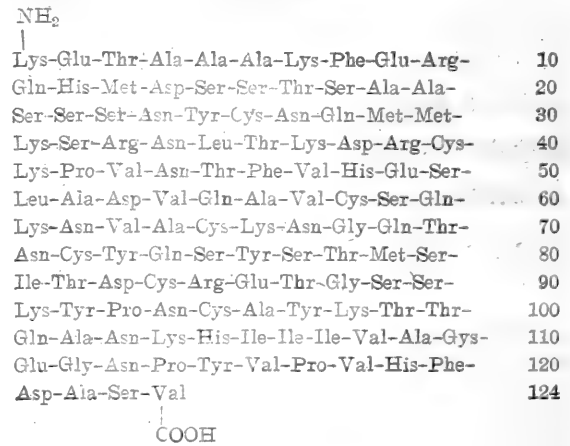 NH₂
Lys-Glu-Thr-Ala-Ala-Ala-Lys-Phe-Glu-Arg- 10
Gln-His-Met-Asp-Ser-Ser-Thr-Ser-Ala-Ala- 20
Ser-Ser-Set-Asn-Tyr-Cys-Asn-Gln-Met-Met- 30
Lys-Ser-Arg-Asn-Leu-Thr-Lys-Asp-Arg-Cys- 40
Lys-Pro-Val-Asn-Thr-Phe-Val-His-Glu-Ser- 50
Leu-Ala-Asp-Val-Gln-Ala-Val-Cys-Ser-Gln- 60
Lys-Asn-Val-Ala-Cys-Lys-Asn-Gly-Gln-Thr- 70
Asn-Cys-Tyr-Gln-Ser-Tyr-Ser-Thr-Met-Ser- 80
Ile-Thr-Asp-Cys-Arg-Glu-Thr-Gly-Ser-Ser- 90
Lys-Tyr-Pro-Asn-Cys-Ala-Tyr-Lys-Thr-Thr- 100
Gln-Ala-Asn-Lys-His-Ile-Ile-Ile-Val-Ala-Gys- 110
Glu-Gly-Asn-Pro-Tyr-Val-Pro-Val-His-Phe- 120
Asp-Ala-Ser-Val 124
COOH